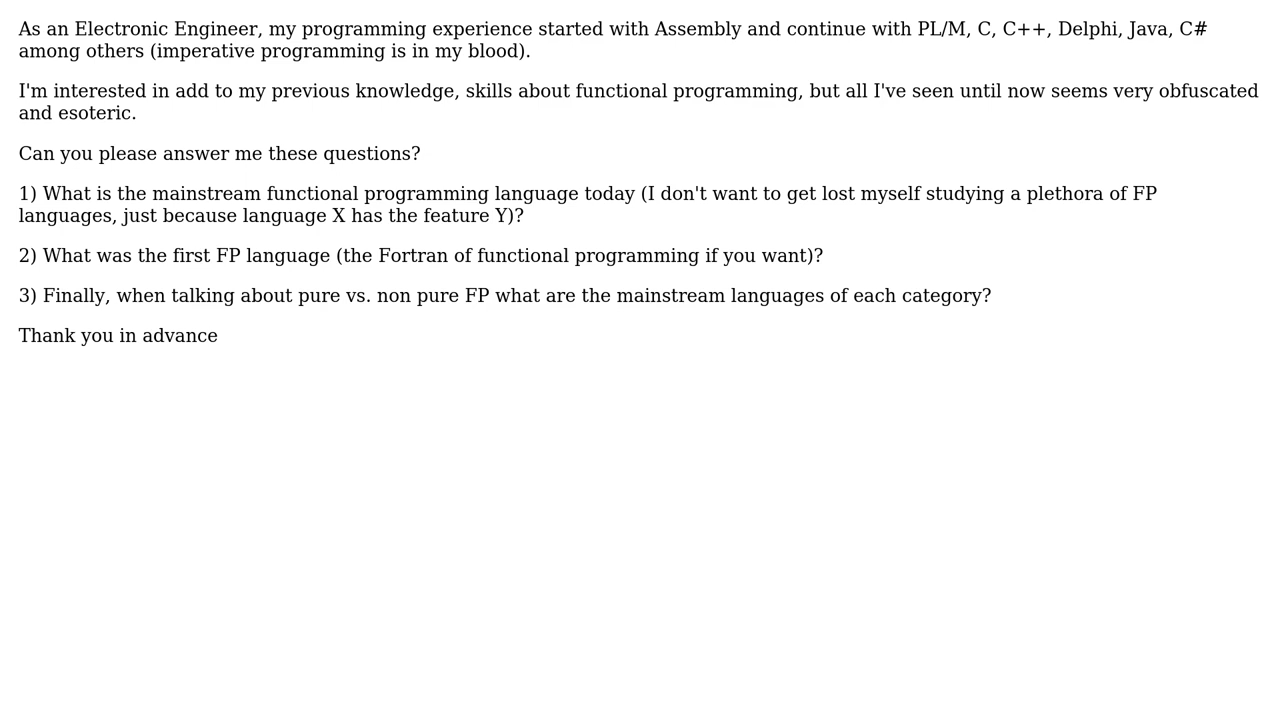 As an Electronic Engineer, my programming experience started with Assembly and continue with PL/M, C, C++, Delphi, Java, C#
among others (imperative programming is in my blood).
I'm interested in add to my previous knowledge, skills about functional programming, but all I've seen until now seems very obfuscated
and esoteric.
Can you please answer me these questions?
1) What is the mainstream functional programming language today (I don't want to get lost myself studying a plethora of FP
languages, just because language X has the feature Y)?
2) What was the first FP language (the Fortran of functional programming if you want)?
3) Finally, when talking about pure vs. non pure FP what are the mainstream languages of each category?
Thank you in advance